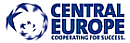 CENTRAL
EUROPE
COOPERATING FOR SUCCESS.